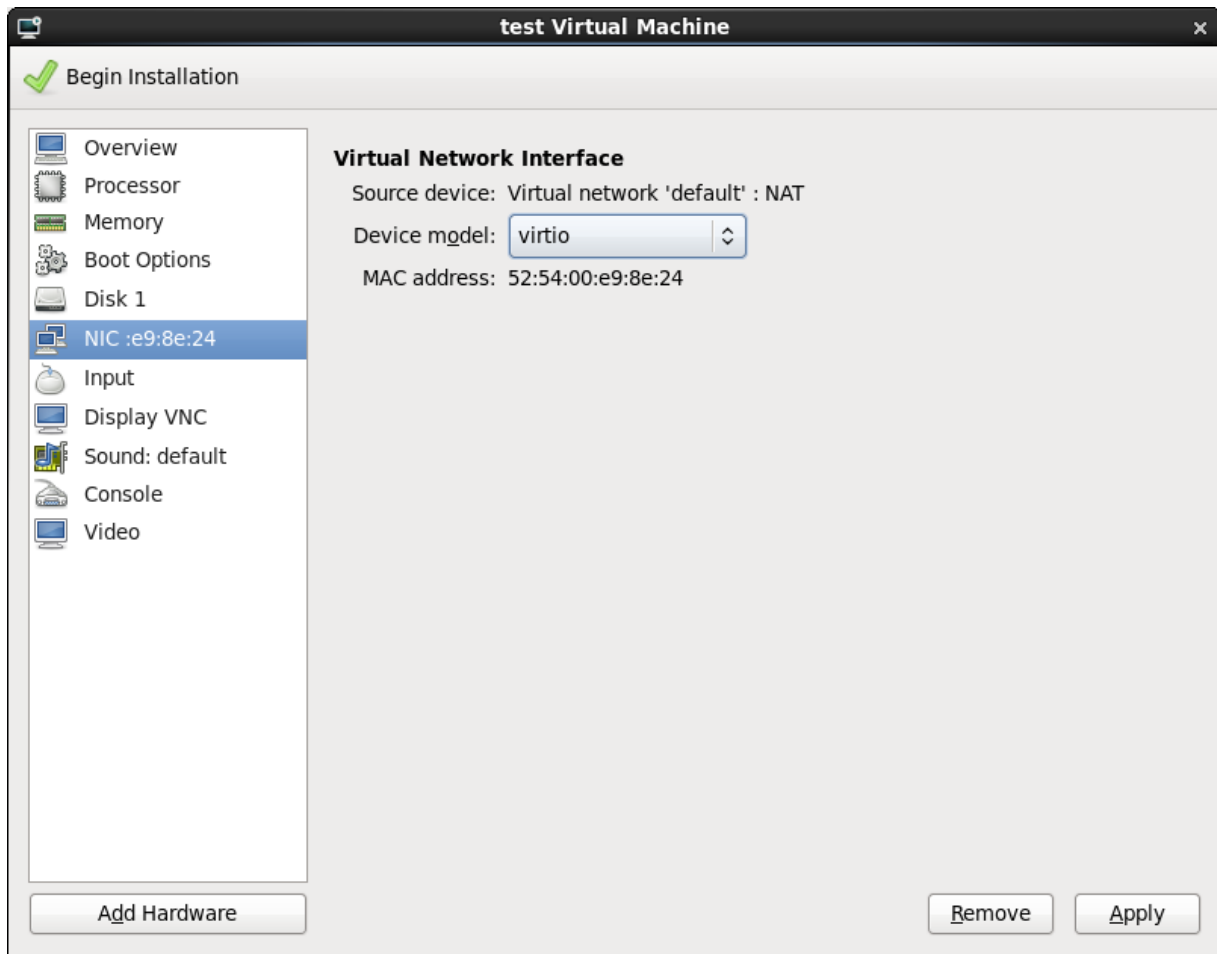 test Virtual Machine
Begin Installation
Overview
Processor
Memory
Boot Options
Disk 1
NIC :e9:8e:24
Input
Display VNC
Sound: default
Console
Video
Add Hardware
Virtual Network Interface
Source device: Virtual network 'default' : NAT
Device model: virtio
MAC address: 52:54:00:e9:8e:24
Remove
Apply